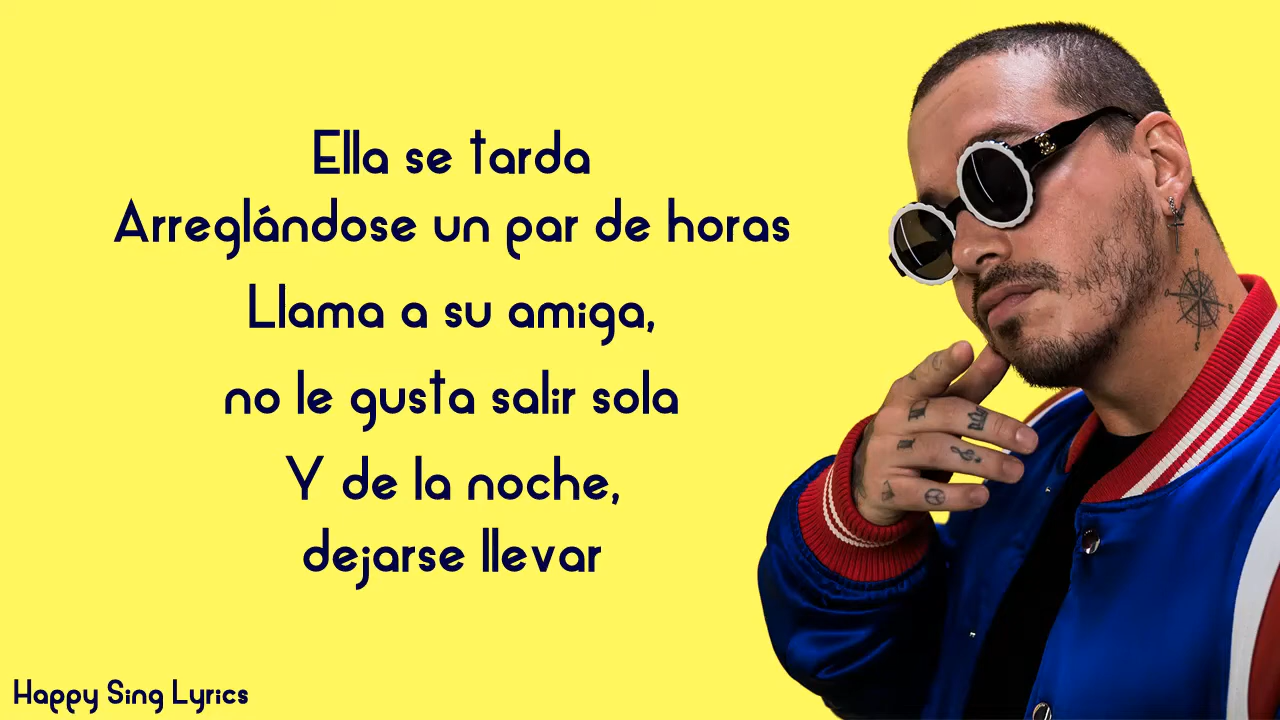 Ella se tarda
Arreglándose un par de horas
Llama a su amiga,
no le gusta salir sola
Y de la noche,
dejarse llevar
Happy Sing Lyrics